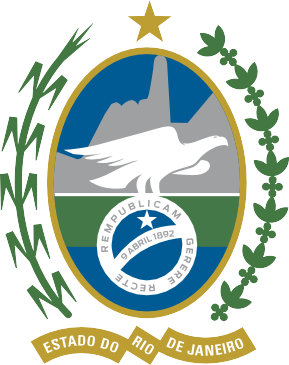 REMPUBLICAM GERERE RECTE
9 ABRIL 1892
ESTADO DO RIO DE JANEIRO